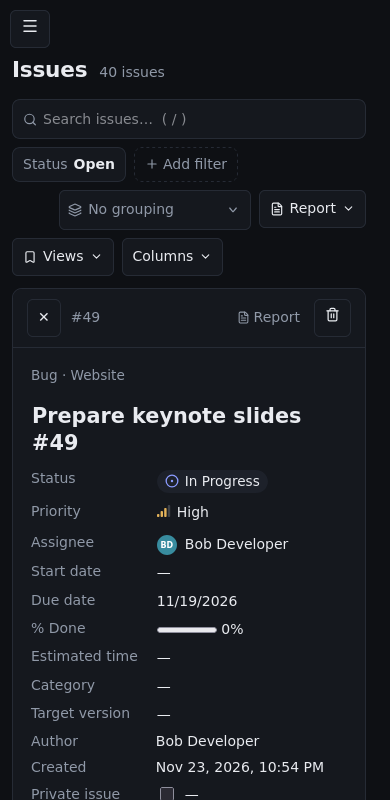 Issues 40 issues
Search issues… ( / )
Status Open
Add filter
No grouping
Report
Views
Columns
#49
Report
Bug · Website
Prepare keynote slides
#49
Status In Progress
Priority High
Assignee BD Bob Developer
Start date —
Due date 11/19/2026
% Done 0%
Estimated time —
Category —
Target version —
Author Bob Developer
Created Nov 23, 2026, 10:54 PM
Private issue —